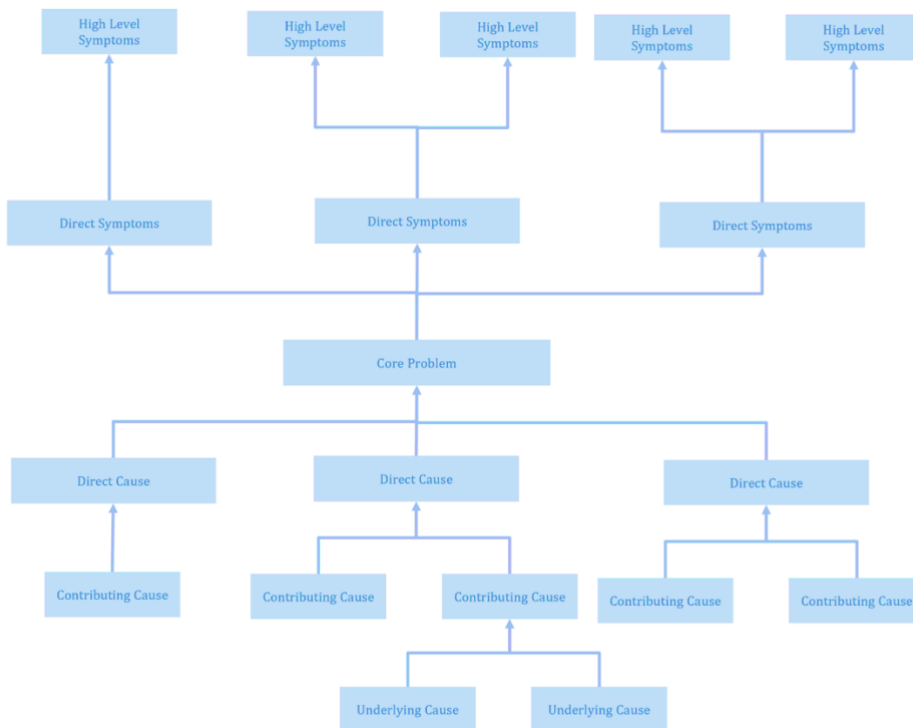 High Level
Symptoms
High Level
Symptoms
High Level
Symptoms
High Level
Symptoms
High Level
Symptoms
Direct Symptoms
Direct Symptoms
Direct Symptoms
Core Problem
Direct Cause
Direct Cause
Direct Cause
Contributing Cause
Contributing Cause
Contributing Cause
Contributing Cause
Contributing Cause
Underlying Cause
Underlying Cause